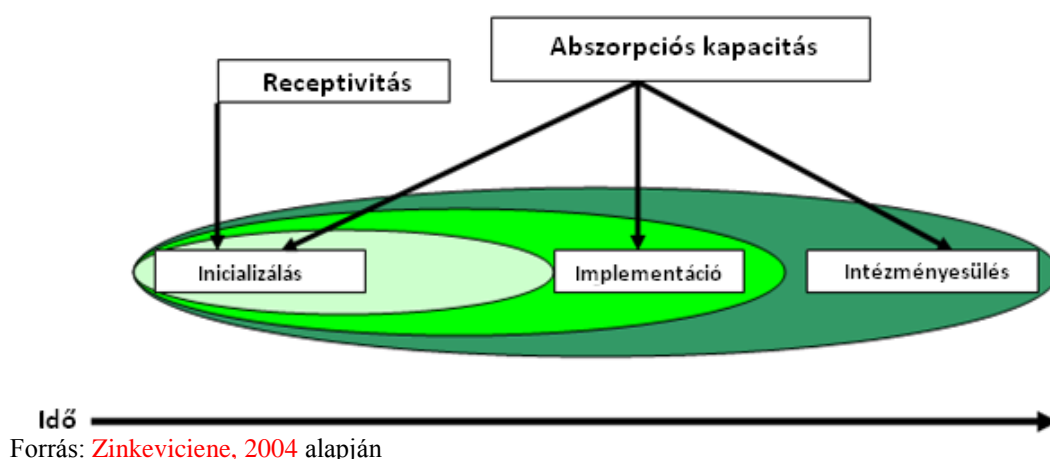 Abszorpciós kapacitás
Receptivitás
Inicializálás
Implementáció
Intézményesülés
Idő
Forrás: Zinkeviciene, 2004 alapján